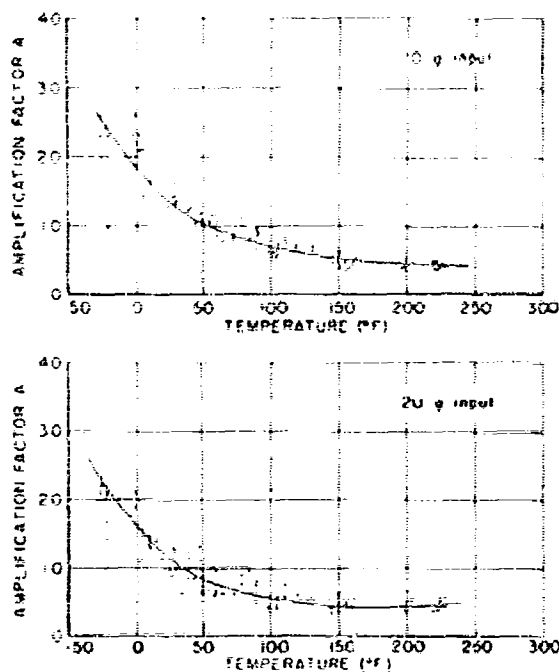 AMPLIFICATION FACTOR A
40
30
20
10
0
10 g input
50 0 50 100 150 200 250 300
TEMPERATURE (°F)
AMPLIFICATION FACTOR A
40
30
20
10
0
20 g input
-50 0 50 100 150 200 250 300
TEMPERATURE (°F)